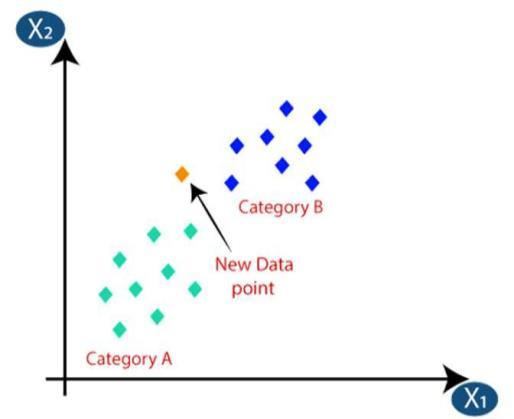 X₂
Category B
New Data
point
Category A
X₁